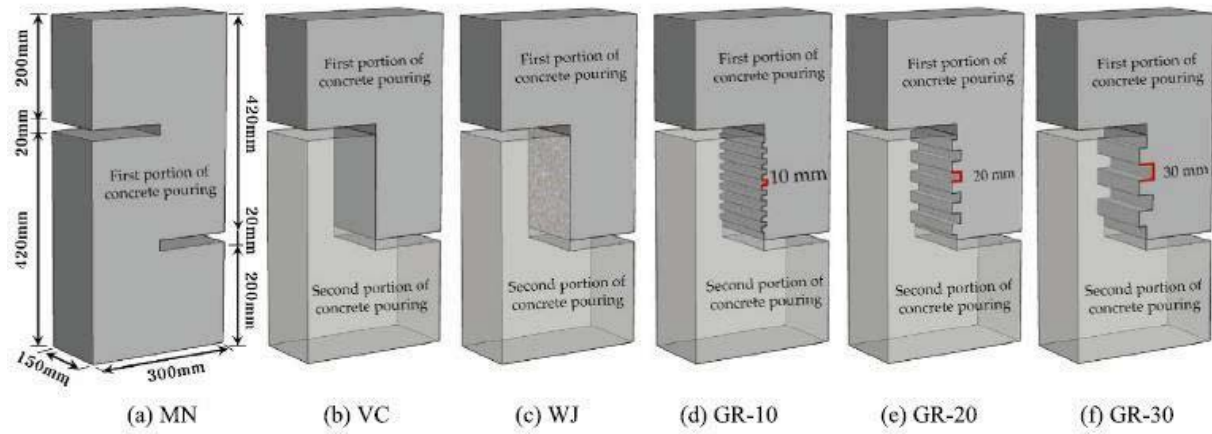 200mm
20mm
420mm
150mm
300mm
420mm
20mm
200mm
First portion of
concrete pouring
(a) MN
First portion of
concrete pouring
Second portion of
concrete pouring
(b) VC
First portion of
concrete pouring
Second portion of
concrete pouring
(c) WJ
First portion of
concrete pouring
10 mm
Second portion of
concrete pouring
(d) GR-10
First portion of
concrete pouring
20 mm
Second portion of
concrete pouring
(e) GR-20
First portion of
concrete pouring
30 mm
Second portion of
concrete pouring
(f) GR-30